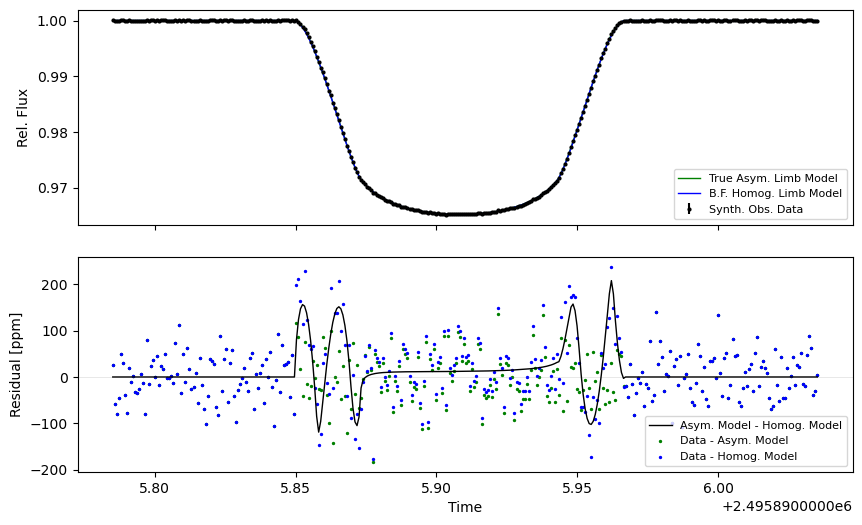 1.00
0.99
0.98
0.97
Rel. Flux
True Asym. Limb Model
B.F. Homog. Limb Model
Synth. Obs. Data
200
100
0
−100
−200
Residual [ppm]
Asym. Model - Homog. Model
Data - Asym. Model
Data - Homog. Model
5.80
5.85
5.90
5.95
6.00
Time
+2.4958900000e6